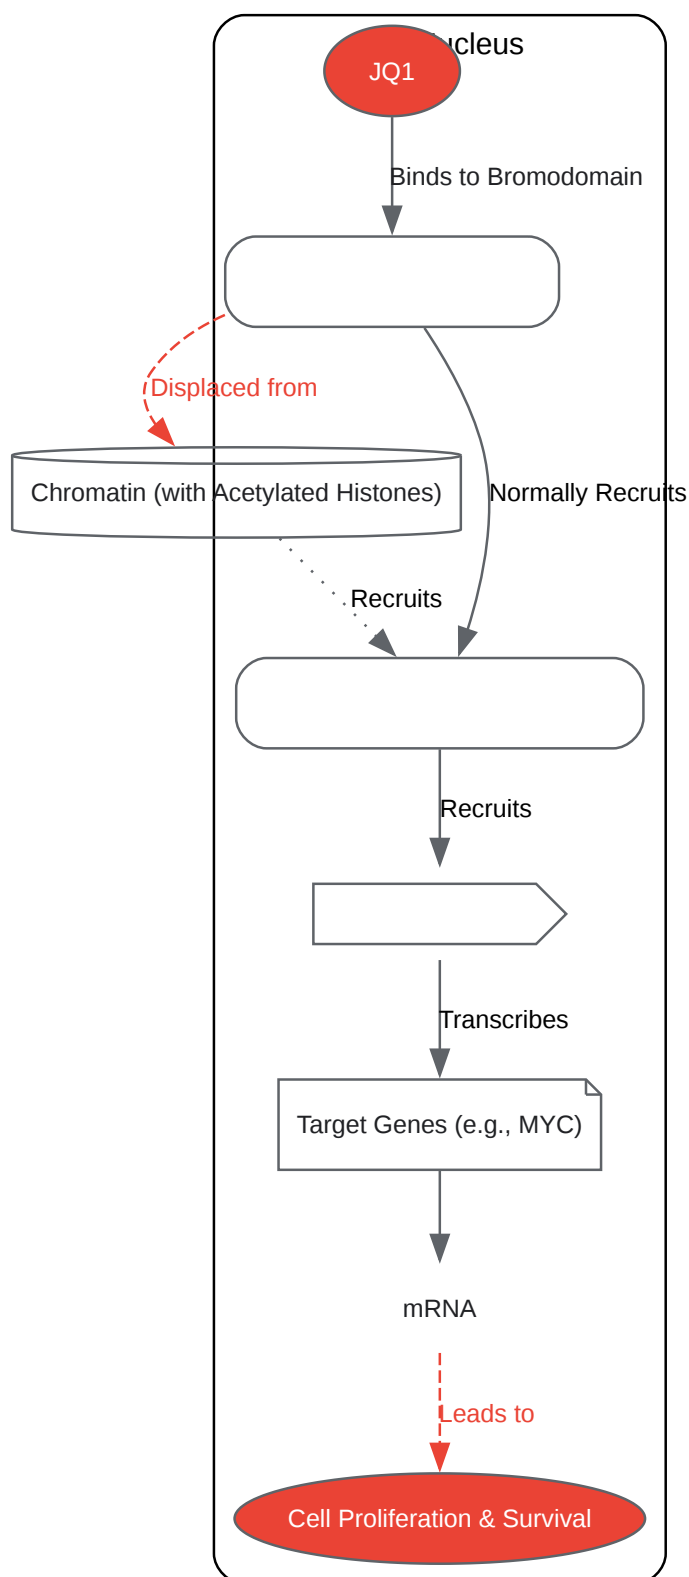 ucleus
JQ1
Binds to Bromodomain
Displaced from
Chromatin (with Acetylated Histones)
Normally Recruits
Recruits
Recruits
Transcribes
Target Genes (e.g., MYC)
mRNA
Leads to
Cell Proliferation & Survival